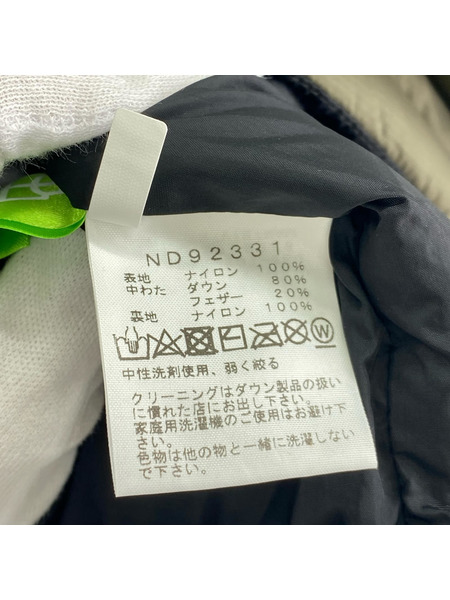 ND92331
表地 ナイロン 100%
中わた ダウン 80%
フェザー 20%
裏地 ナイロン 100%
中性洗剤使用、弱く絞る
クリーニングはダウン製品の扱い
に慣れた店にお出し下さい。
家庭用洗濯機のご使用はお避け下
さい。
色物は他の物と一緒に洗濯しない
で下さい。